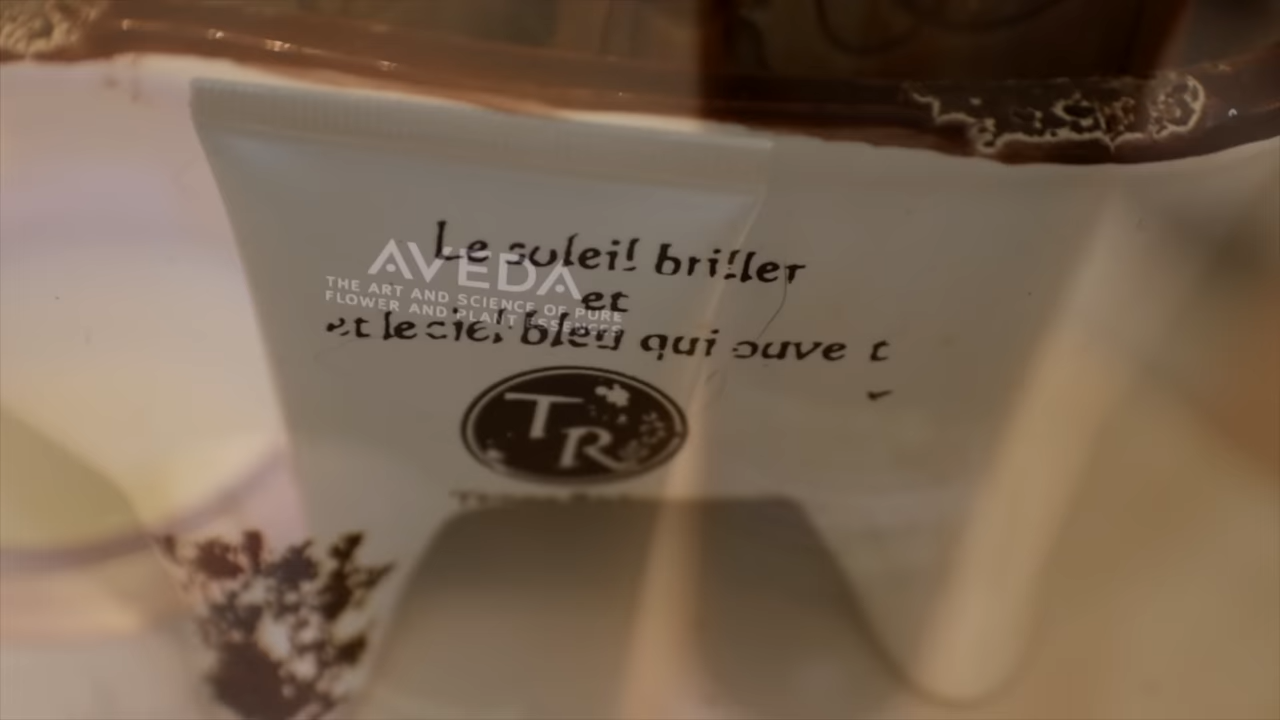 Le soleil briller
et
et le ciel bleu qui ouve t
AVEDA
THE ART AND SCIENCE OF PURE
FLOWER AND PLANT ESSENCES
TR